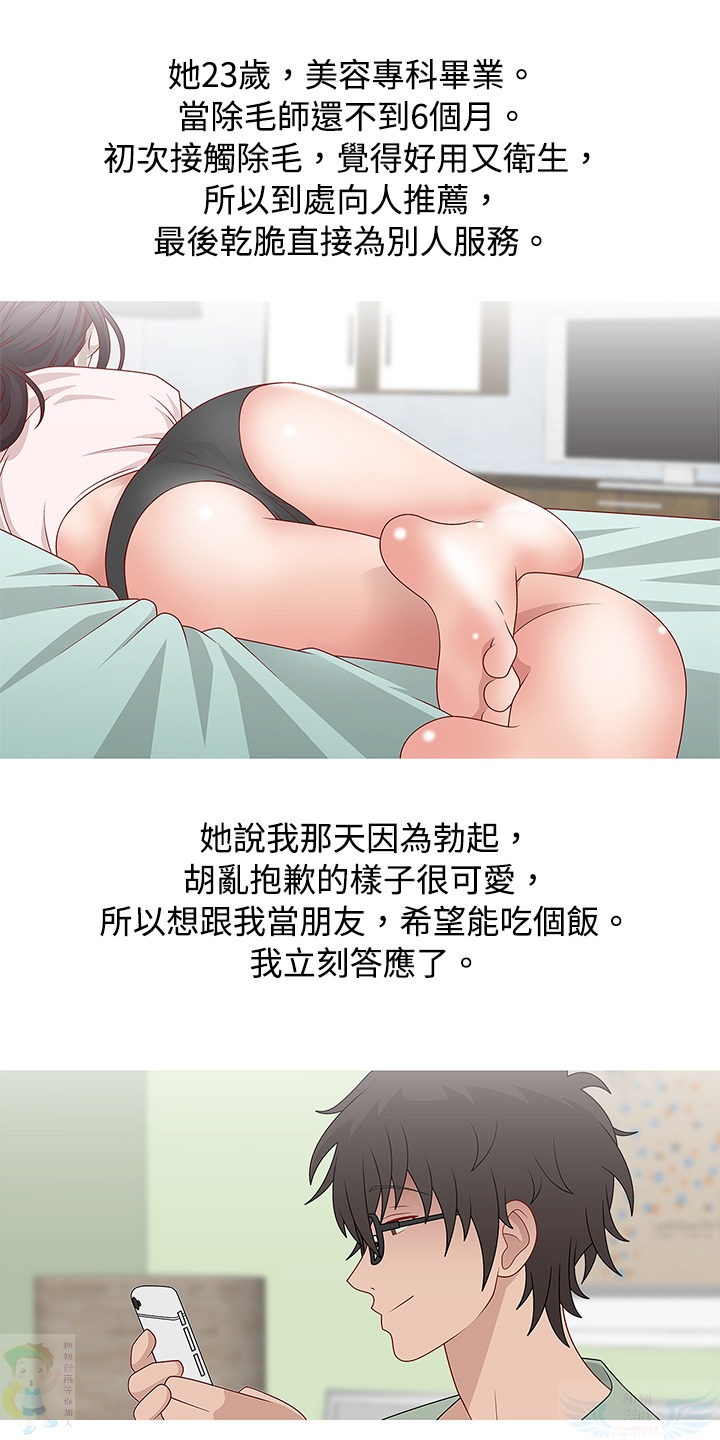 她23歲，美容專科畢業。
當除毛師還不到6個月。
初次接觸除毛，覺得好用又衛生，
所以到處向人推薦，
最後乾脆直接為別人服務。
她說我那天因為勃起，
胡亂抱歉的樣子很可愛，
所以想跟我當朋友，希望能吃個飯。
我立刻答應了。